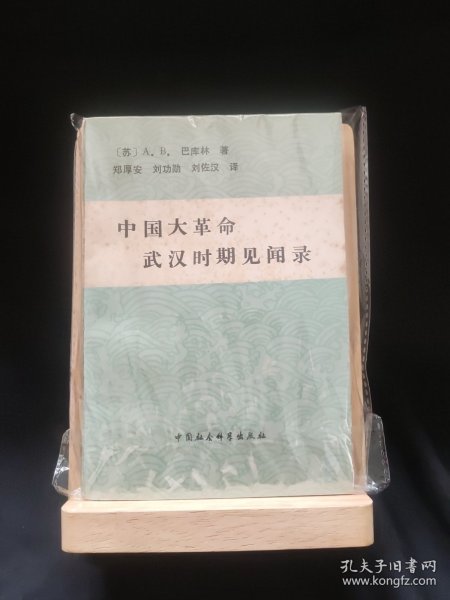 〔苏〕A．B．巴库林 著
郑厚安 刘功勋 刘佐汉 译
中国大革命
武汉时期见闻录
中国社会科学出版社
孔夫子旧书网
www.kongfz.com